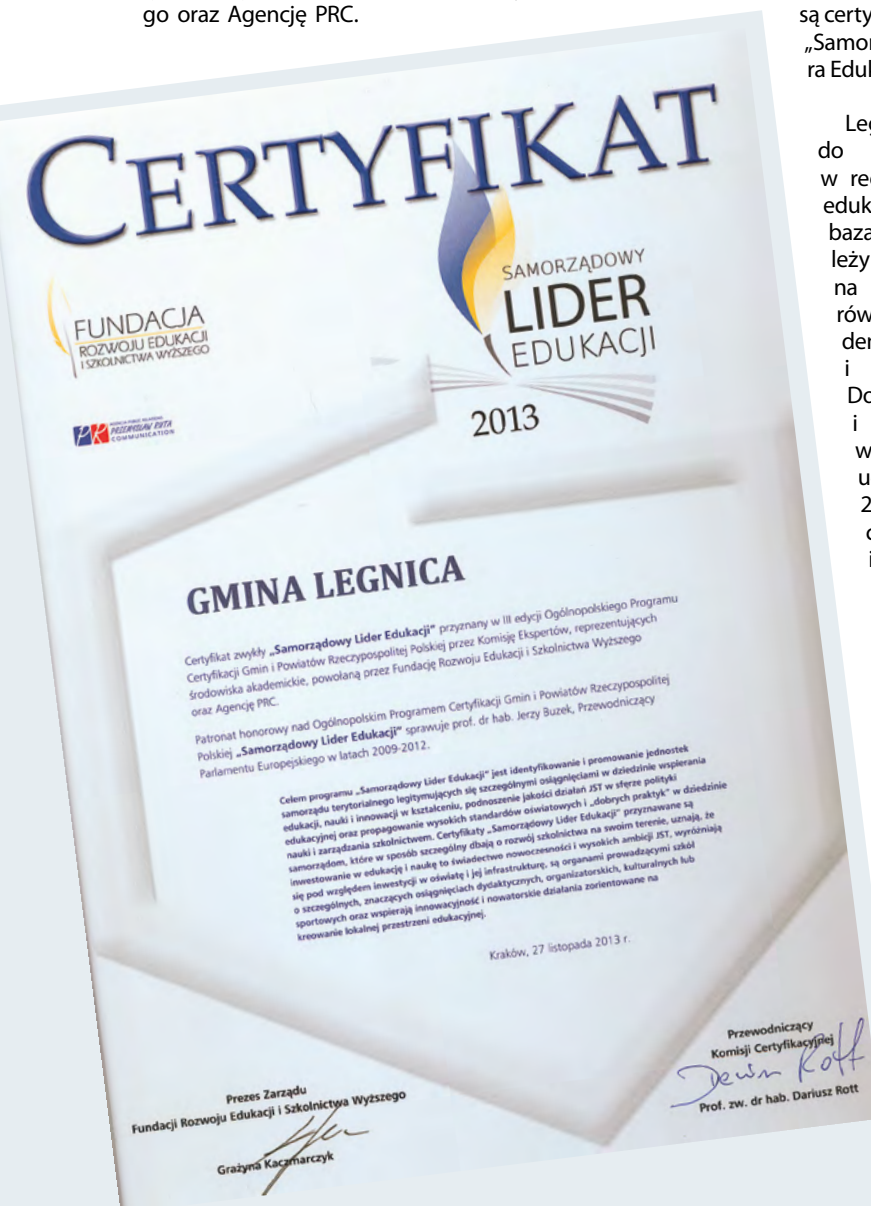 go oraz Agencję PRC.
są certy
„Samor
ra Eduk
Leg
do
w re
eduk
baza
leży
na
rów
den
i
Do
i
w
u
2
i
CERTYFIKAT
FUNDACJA
ROZWOJU EDUKACJI
I SZKOLNICTWA WYŻSZEGO
SAMORZĄDOWY
LIDER
EDUKACJI
2013
PR
AGENCJA PUBLIC RELATIONS
PRZEMYSŁAW RUTA
COMMUNICATION
GMINA LEGNICA
Certyfikat zwykły „Samorządowy Lider Edukacji” przyznany w III edycji Ogólnopolskiego Programu
Certyfikacji Gmin i Powiatów Rzeczypospolitej Polskiej przez Komisję Ekspertów, reprezentujących
środowiska akademickie, powołaną przez Fundację Rozwoju Edukacji i Szkolnictwa Wyższego
oraz Agencję PRC.
Patronat honorowy nad Ogólnopolskim Programem Certyfikacji Gmin i Powiatów Rzeczypospolitej
Polskiej „Samorządowy Lider Edukacji” sprawuje prof. dr hab. Jerzy Buzek, Przewodniczący
Parlamentu Europejskiego w latach 2009-2012.
Celem programu „Samorządowy Lider Edukacji” jest identyfikowanie i promowanie jednostek
samorządu terytorialnego legitymujących się szczególnymi osiągnięciami w dziedzinie wspierania
edukacji, nauki i innowacji w kształceniu, podnoszenie jakości działań JST w sferze polityki
edukacyjnej oraz propagowanie wysokich standardów oświatowych i „dobrych praktyk” w dziedzinie
nauki i zarządzania szkolnictwem. Certyfikaty „Samorządowy Lider Edukacji” przyznawane są
samorządom, które w sposób szczególny dbają o rozwój szkolnictwa na swoim terenie, uznają, że
inwestowanie w edukację i naukę to świadectwo nowoczesności i wysokich ambicji JST, wyróżniają
się pod względem inwestycji w oświatę i jej infrastrukturę, są organami prowadzącymi szkół
o szczególnych, znaczących osiągnięciach dydaktycznych, organizatorskich, kulturalnych lub
sportowych oraz wspierają innowacyjność i nowatorskie działania zorientowane na
kreowanie lokalnej przestrzeni edukacyjnej.
Kraków, 27 listopada 2013 r.
Przewodniczący
Komisji Certyfikacyjnej
Prof. zw. dr hab. Dariusz Rott
Prezes Zarządu
Fundacji Rozwoju Edukacji i Szkolnictwa Wyższego
Grażyna Kaczmarczyk